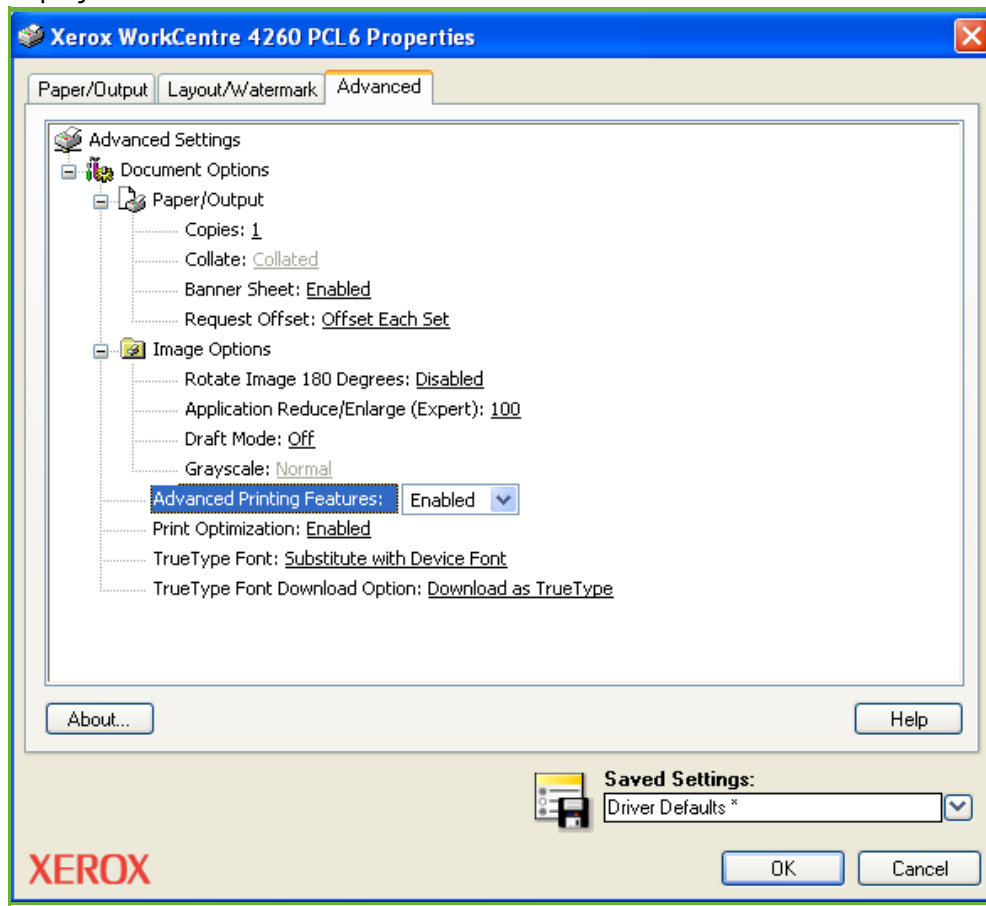 Xerox WorkCentre 4260 PCL6 Properties
Paper/Output Layout/Watermark Advanced
Advanced Settings
Document Options
Paper/Output
Copies: 1
Collate: Collated
Banner Sheet: Enabled
Request Offset: Offset Each Set
Image Options
Rotate Image 180 Degrees: Disabled
Application Reduce/Enlarge (Expert): 100
Draft Mode: Off
Grayscale: Normal
Advanced Printing Features: Enabled
Print Optimization: Enabled
TrueType Font: Substitute with Device Font
TrueType Font Download Option: Download as TrueType
About... Help
Saved Settings:
Driver Defaults *
XEROX OK Cancel